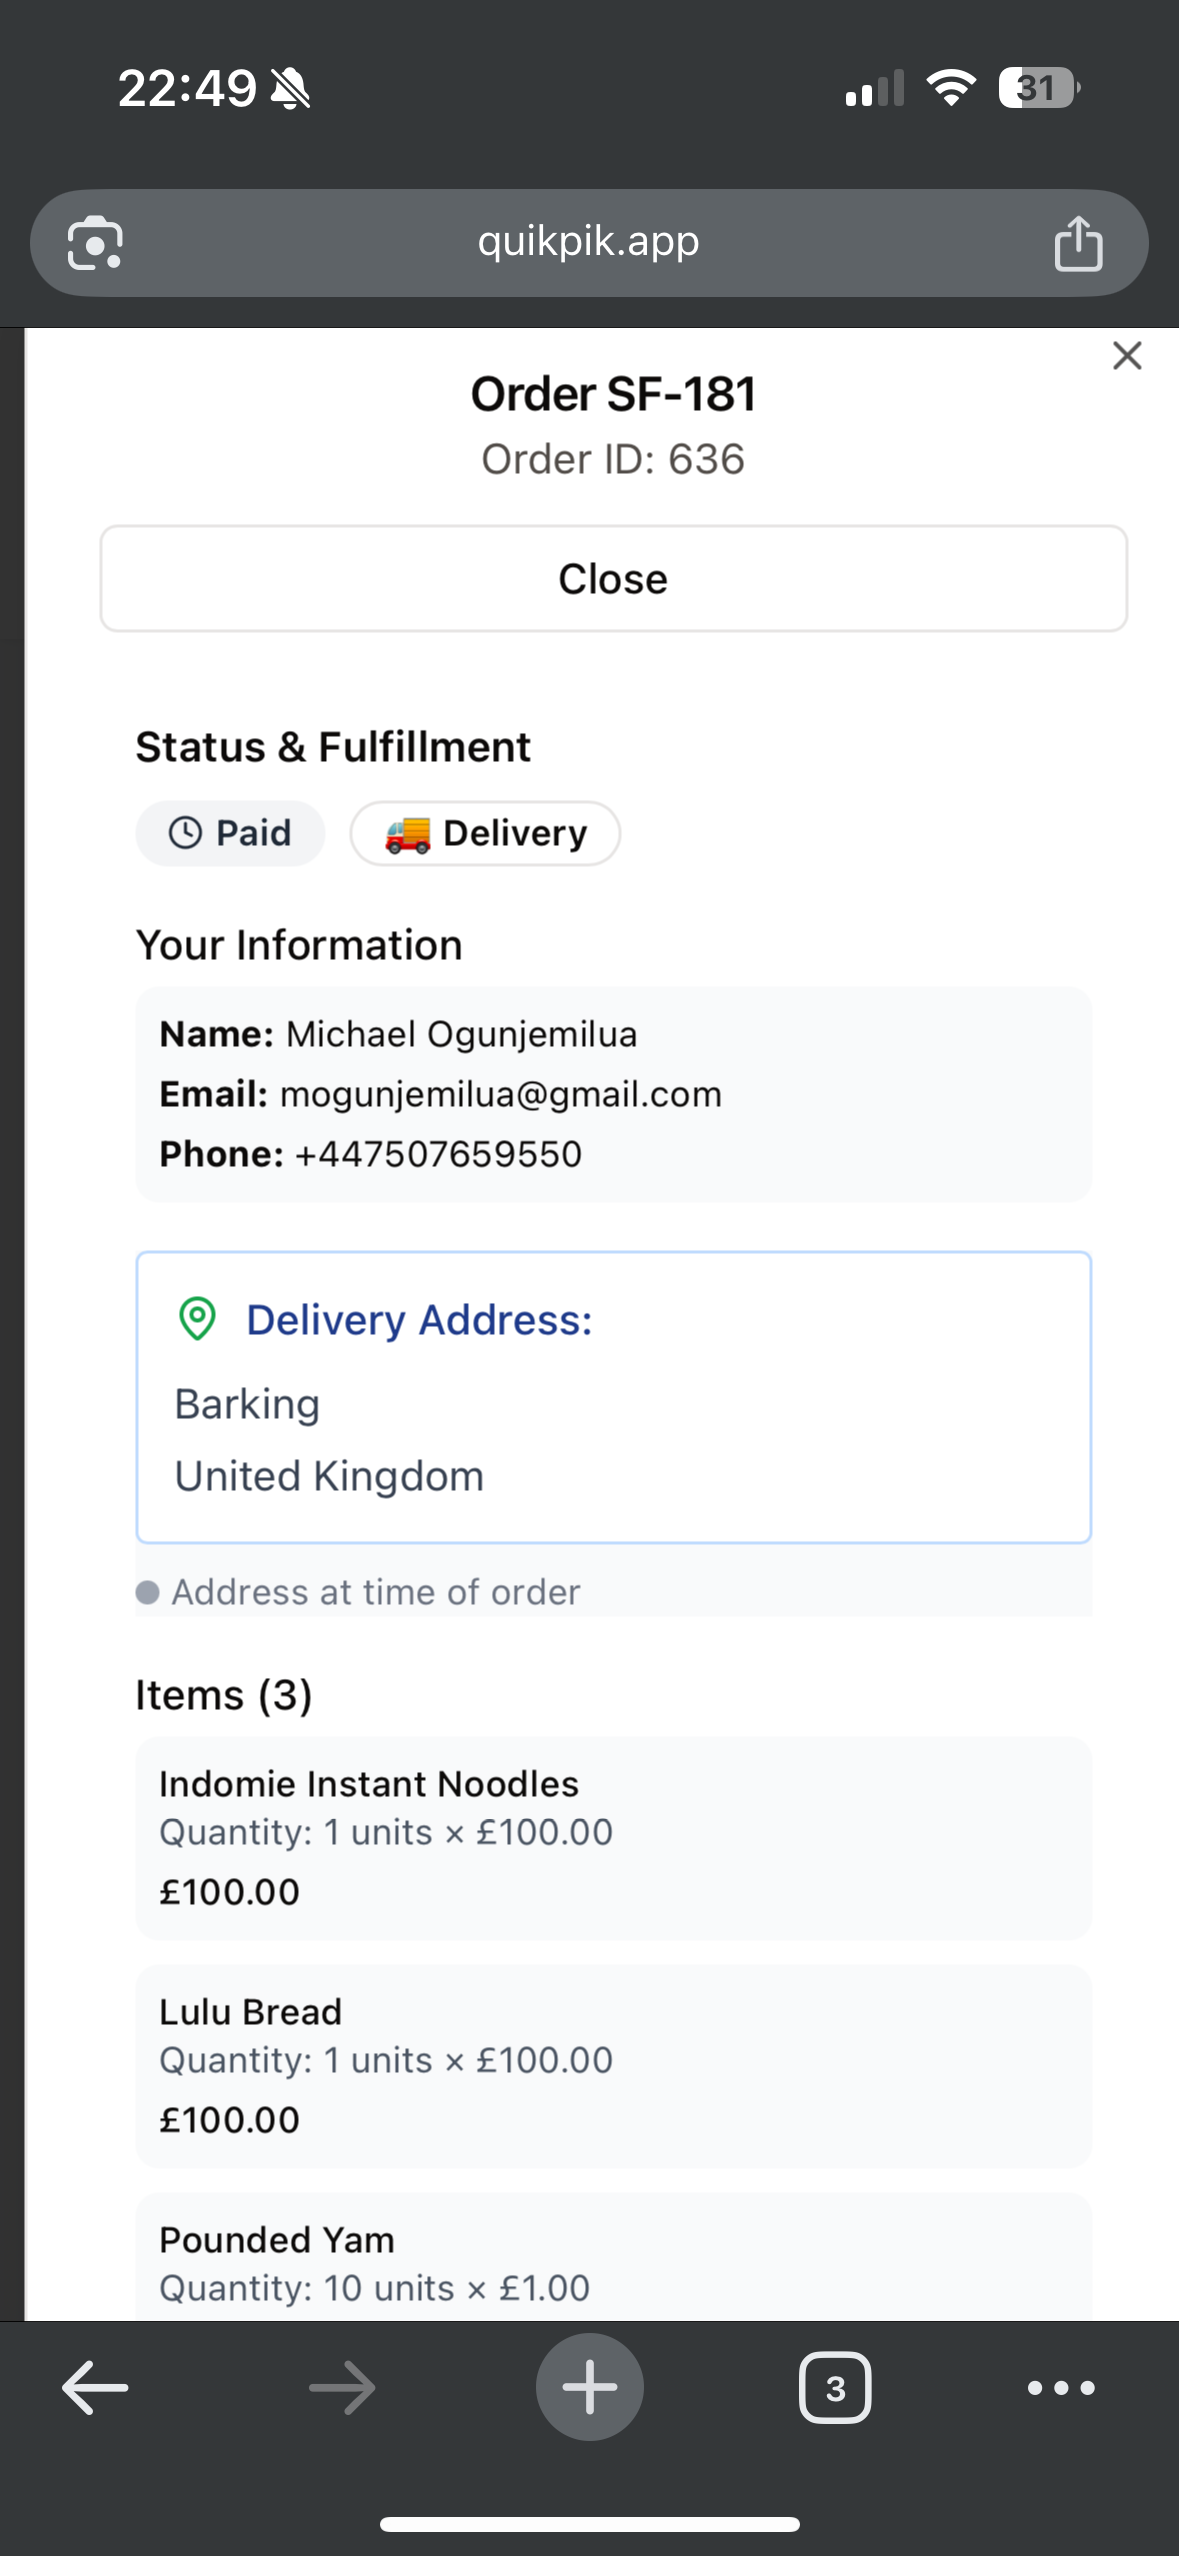 22:49
31
quikpik.app
Order SF-181
Order ID: 636
Close
Status & Fulfillment
Paid
Delivery
Your Information
Name: Michael Ogunjemilua
Email: mogunjemilua@gmail.com
Phone: +447507659550
Delivery Address:
Barking
United Kingdom
Address at time of order
Items (3)
Indomie Instant Noodles
Quantity: 1 units × £100.00
£100.00
Lulu Bread
Quantity: 1 units × £100.00
£100.00
Pounded Yam
Quantity: 10 units × £1.00
3